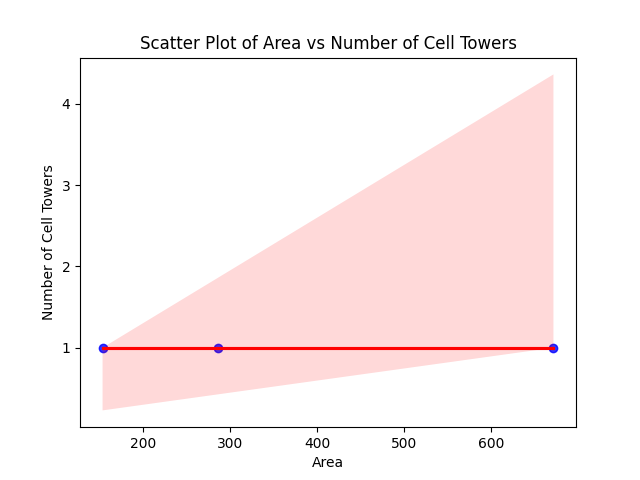 Scatter Plot of Area vs Number of Cell Towers
4
3
2
1
Number of Cell Towers
200 300 400 500 600
Area